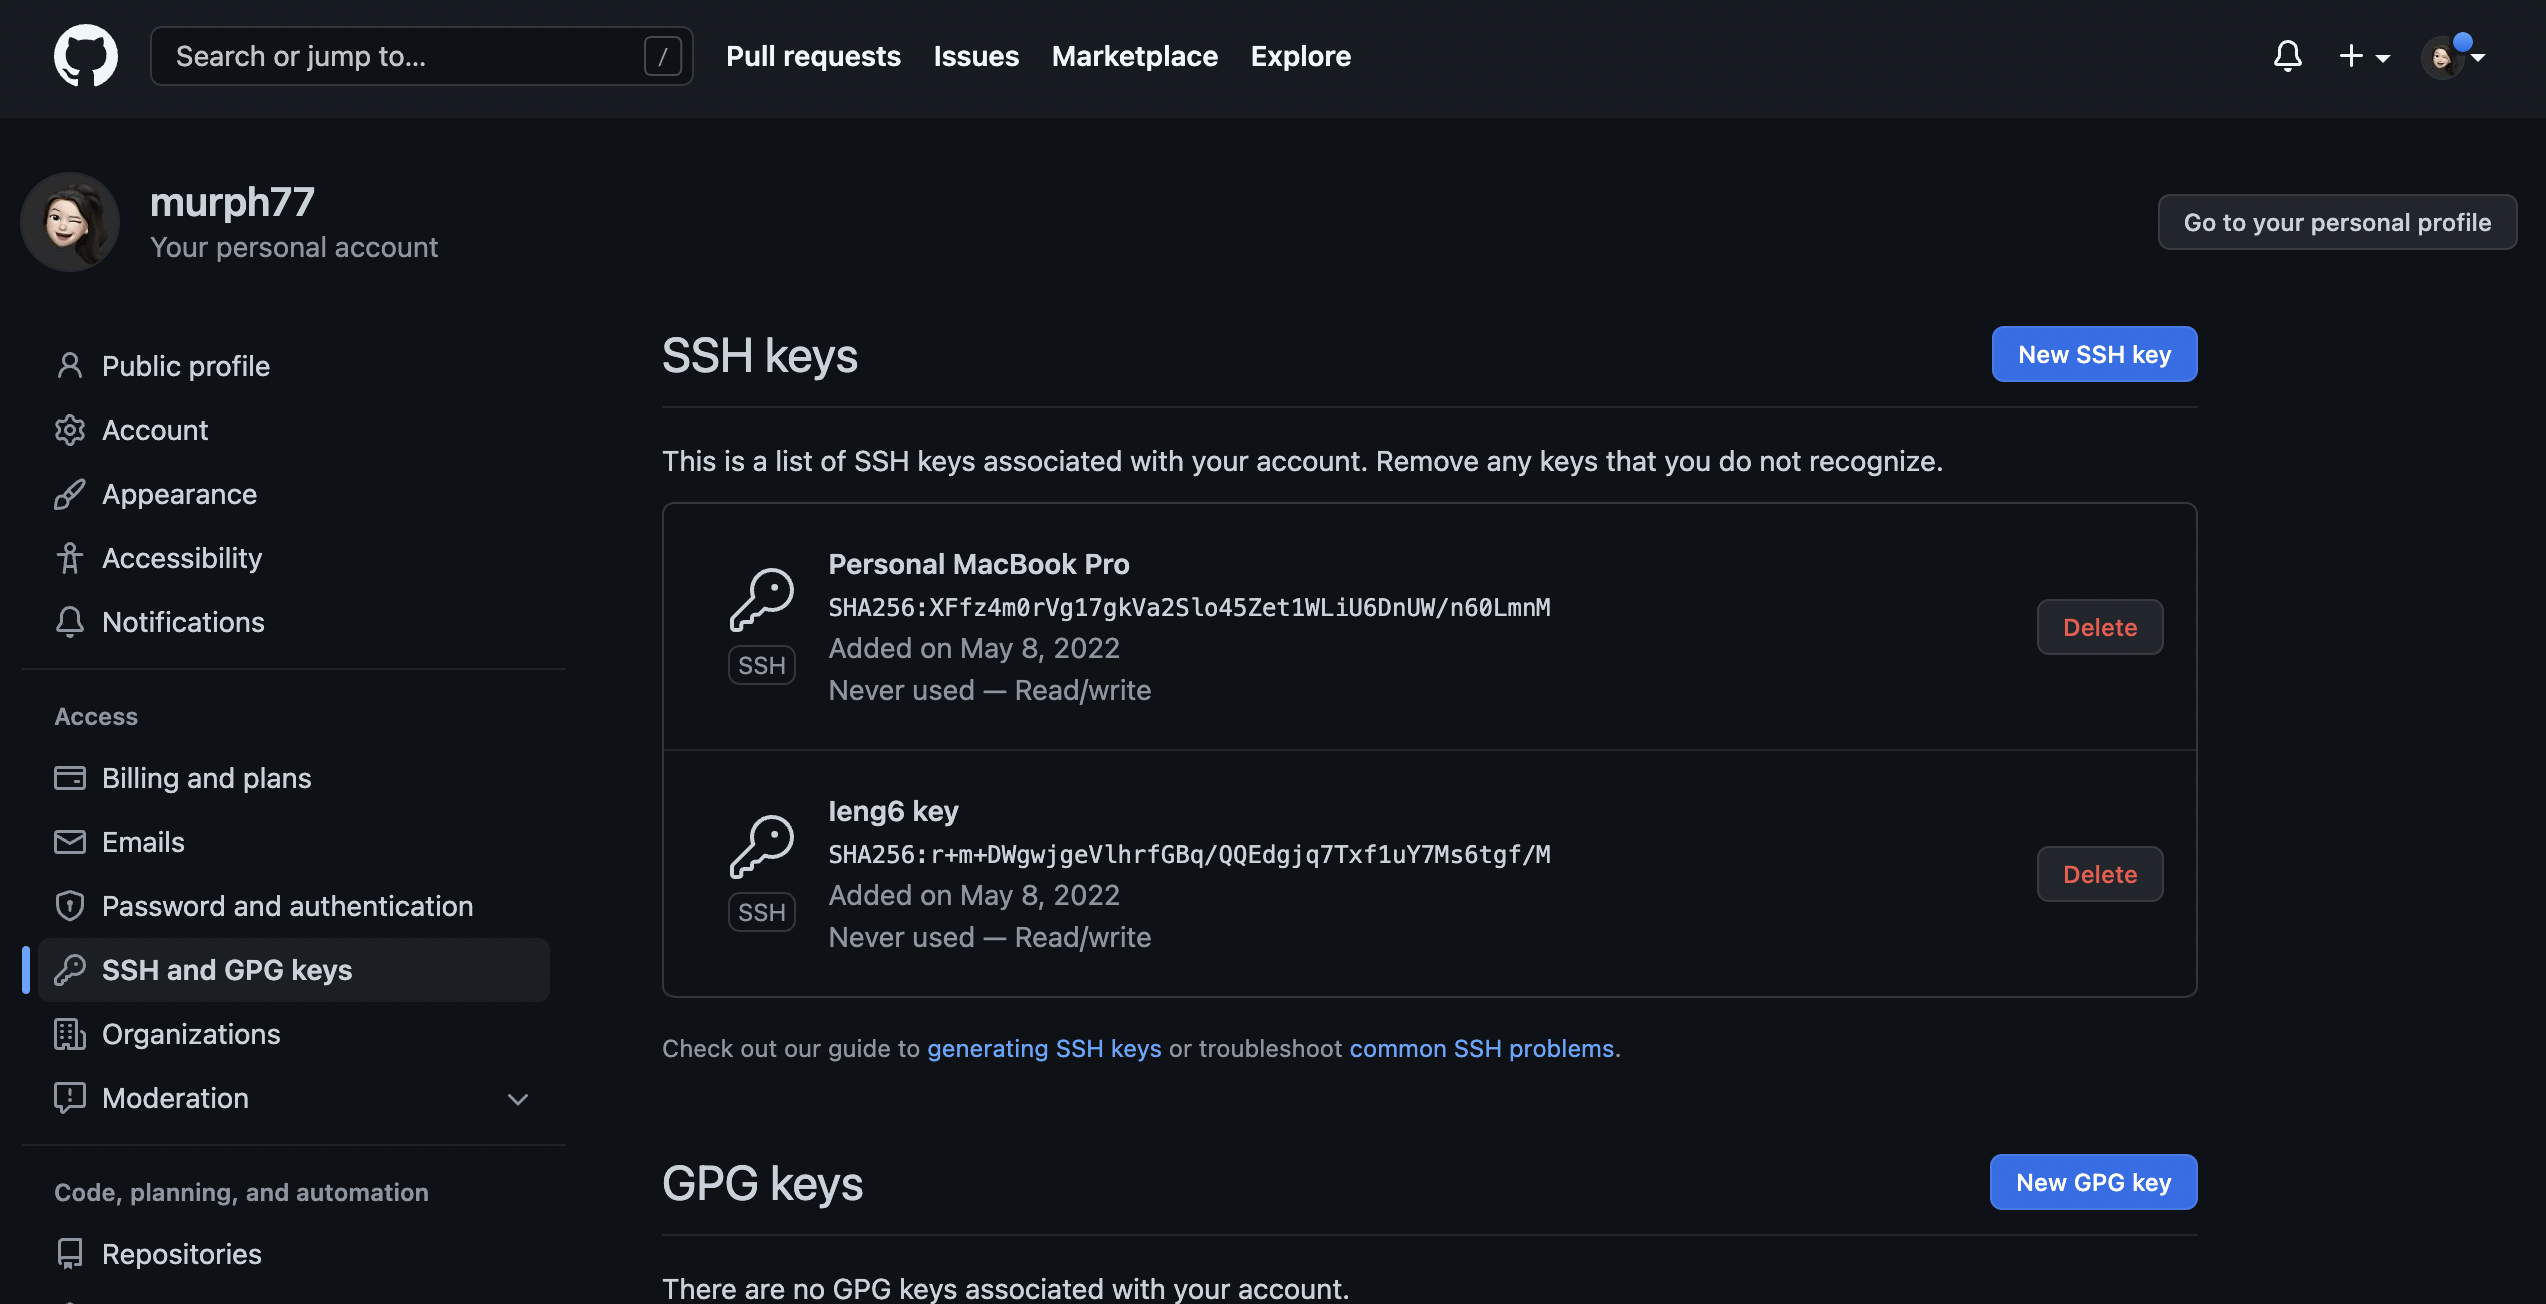 Search or jump to...
/
Pull requests
Issues
Marketplace
Explore
murph77
Your personal account
Go to your personal profile
Public profile
Account
Appearance
Accessibility
Notifications
Access
Billing and plans
Emails
Password and authentication
SSH and GPG keys
Organizations
Moderation
Code, planning, and automation
Repositories
SSH keys
New SSH key
This is a list of SSH keys associated with your account. Remove any keys that you do not recognize.
Personal MacBook Pro
SHA256:XFfz4m0rVg17gkVa2Slo45Zet1WLiU6DnUW/n60LmnM
Added on May 8, 2022
Never used — Read/write
SSH
Delete
Ieng6 key
SHA256:r+m+DWgwjgeVlhrfGBq/QQEdgjq7Txf1uY7Ms6tgf/M
Added on May 8, 2022
Never used — Read/write
SSH
Delete
Check out our guide to generating SSH keys or troubleshoot common SSH problems.
GPG keys
New GPG key
There are no GPG keys associated with your account.